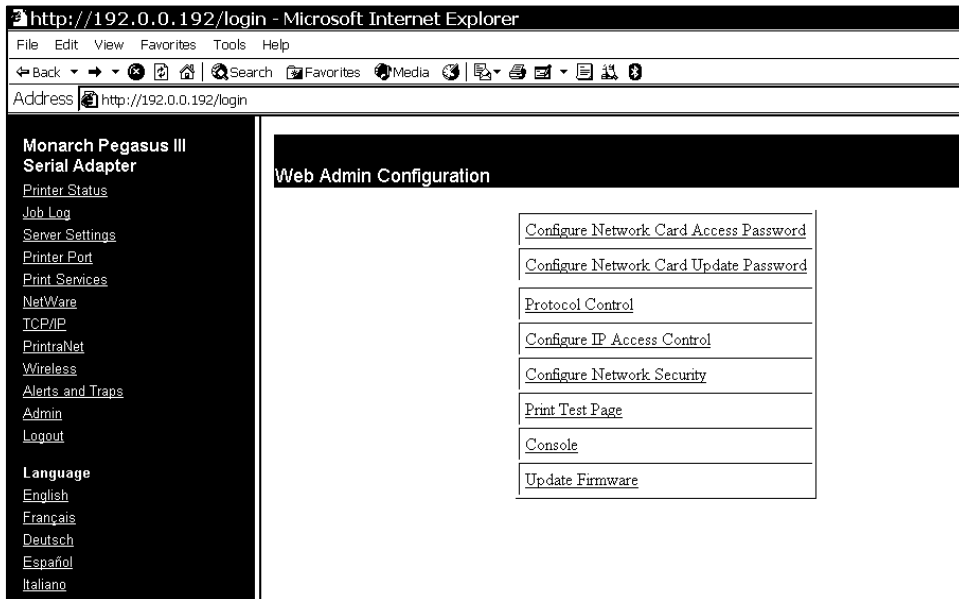 http://192.0.0.192/login - Microsoft Internet Explorer
File Edit View Favorites Tools Help
Back Search Favorites Media
Address http://192.0.0.192/login
Monarch Pegasus III
Serial Adapter
Printer Status
Job Log
Server Settings
Printer Port
Print Services
NetWare
TCP/IP
PrintraNet
Wireless
Alerts and Traps
Admin
Logout
Language
English
Français
Deutsch
Español
Italiano
Web Admin Configuration
Configure Network Card Access Password
Configure Network Card Update Password
Protocol Control
Configure IP Access Control
Configure Network Security
Print Test Page
Console
Update Firmware